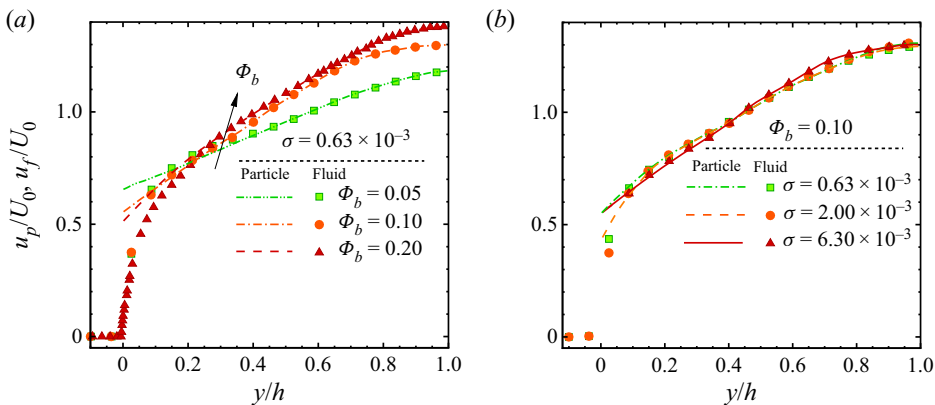 (a)
(b)
u_p/U_0, u_f/U_0
1.0
0.5
0
Φ_b
σ = 0.63 × 10⁻³
Particle Fluid
Φ_b = 0.05
Φ_b = 0.10
Φ_b = 0.20
0 0.2 0.4 0.6 0.8 1.0
y/h
1.0
0.5
0
Φ_b = 0.10
Particle Fluid
σ = 0.63 × 10⁻³
σ = 2.00 × 10⁻³
σ = 6.30 × 10⁻³
0 0.2 0.4 0.6 0.8 1.0
y/h